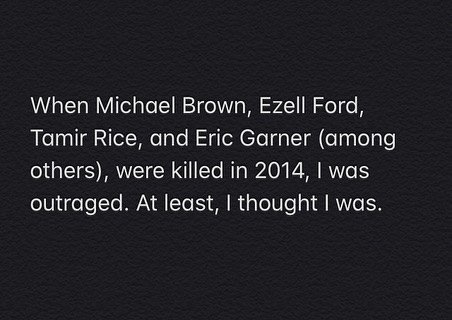 When Michael Brown, Ezell Ford,
Tamir Rice, and Eric Garner (among
others), were killed in 2014, I was
outraged. At least, I thought I was.